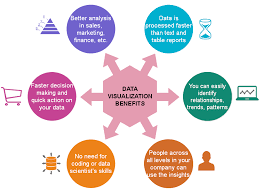 Better analysis
in sales,
marketing,
finance, etc.
Data is
processed faster
than text and
table reports
Faster decision
making and
quick action on
your data
DATA
VISUALIZATION
BENEFITS
You can easily
identify
relationships,
trends, patterns
No need for
coding or data
scientist's skills
People across
all levels in your
company can
use the insights